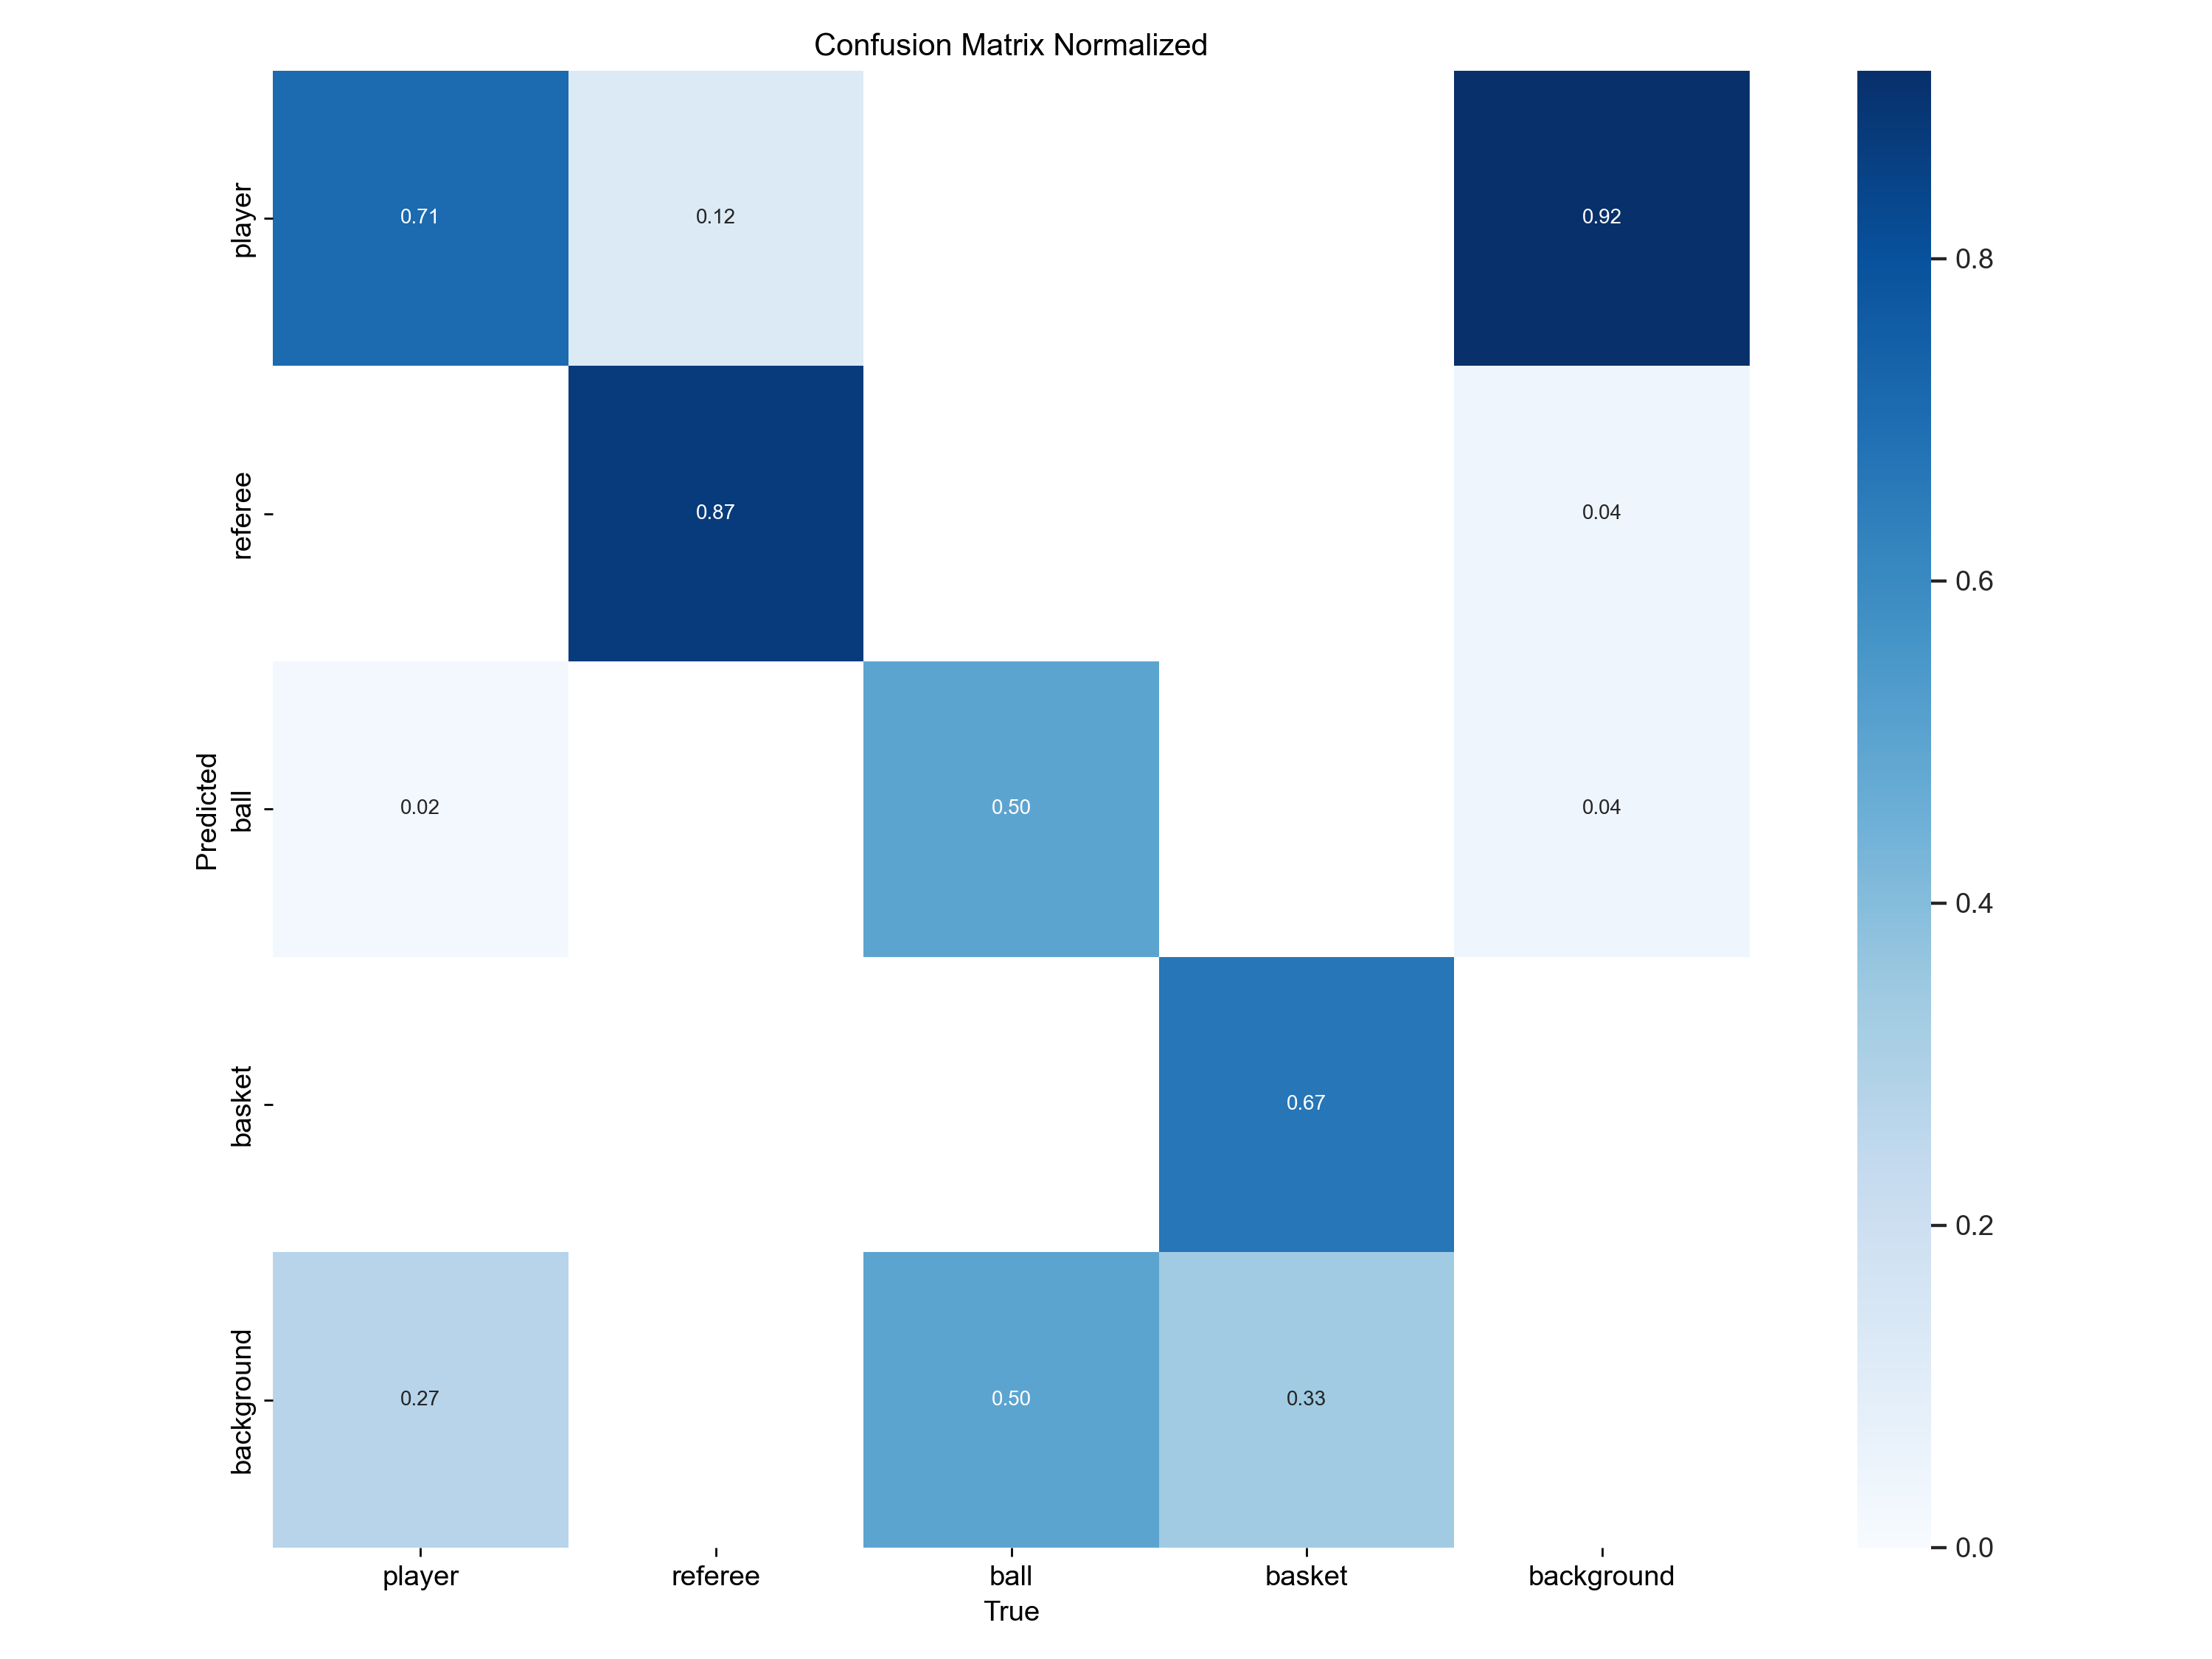 Confusion Matrix Normalized
player
0.71
0.12
0.92
0.8
referee
0.87
0.04
0.6
Predicted
ball
0.02
0.50
0.04
0.4
basket
0.67
0.2
background
0.27
0.50
0.33
0.0
player
referee
ball
basket
background
True